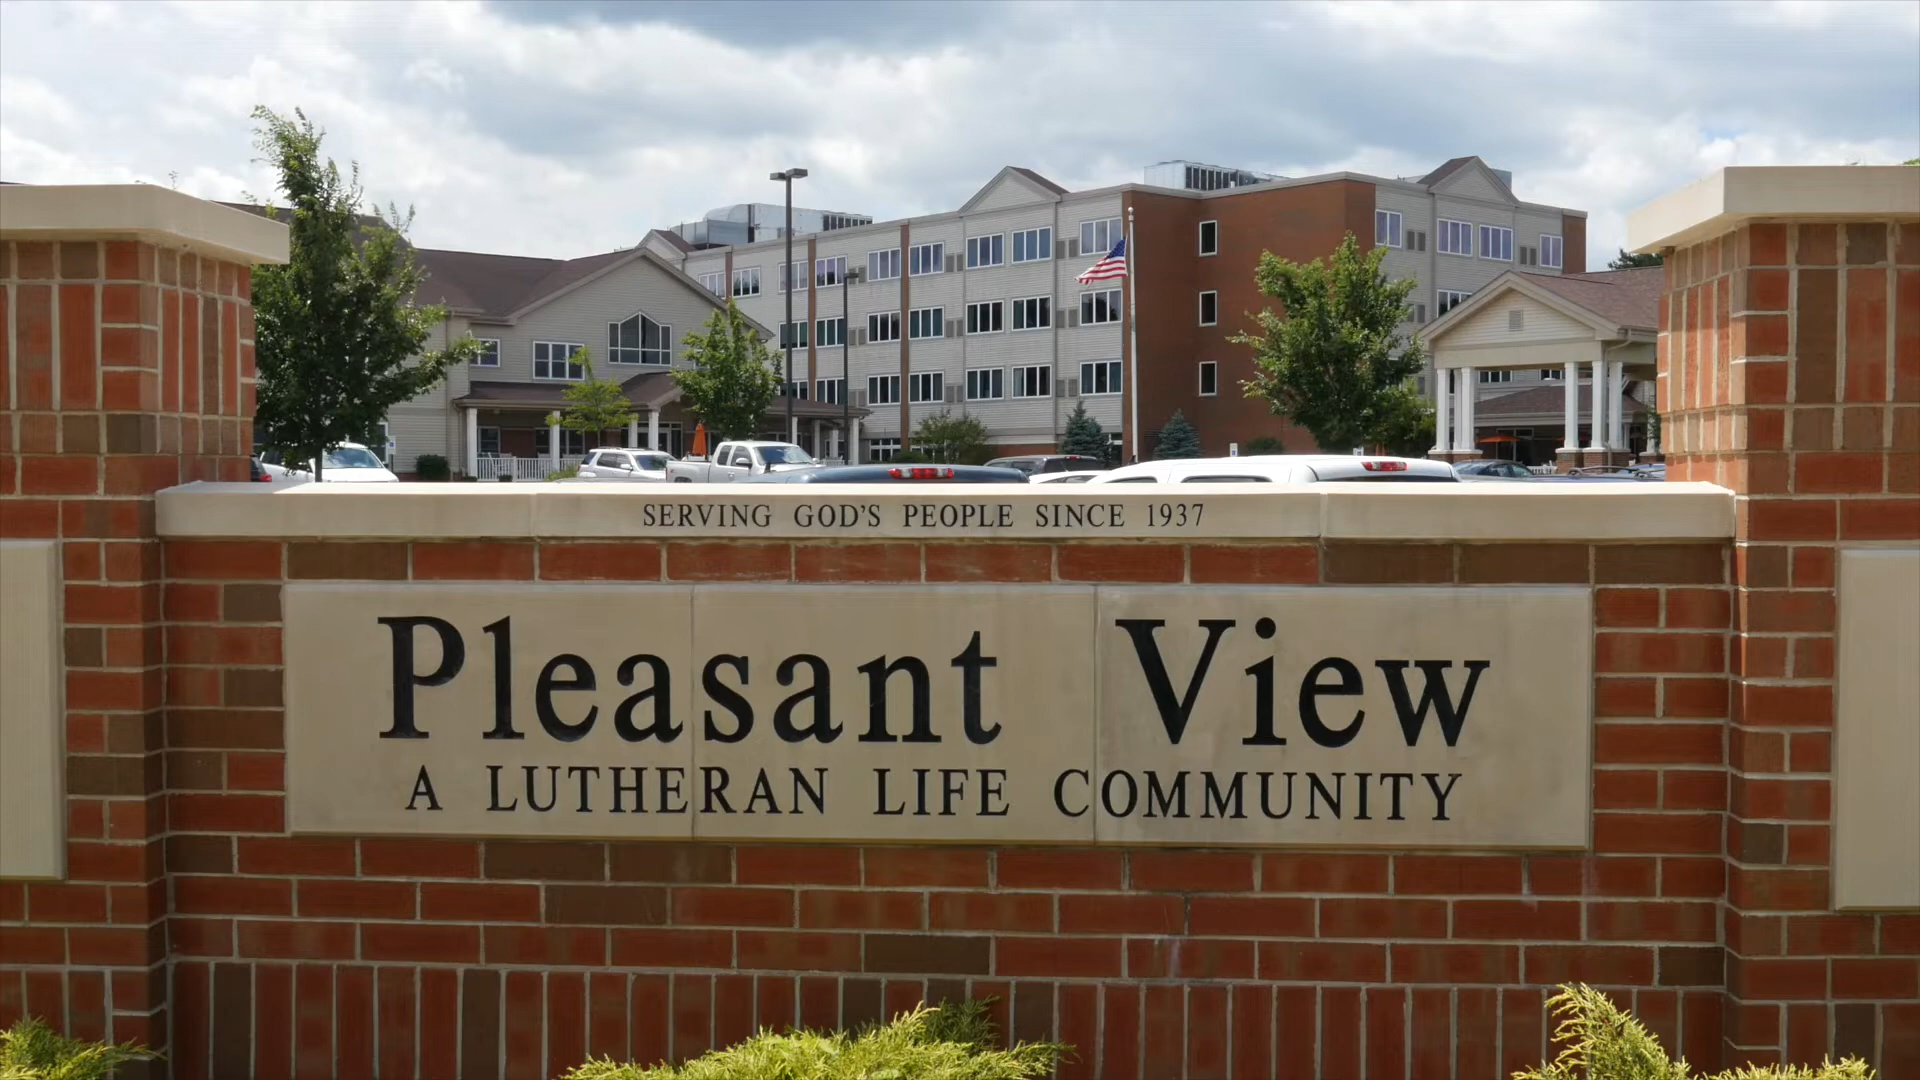 SERVING GOD'S PEOPLE SINCE 1937
Pleasant View
A LUTHERAN LIFE COMMUNITY